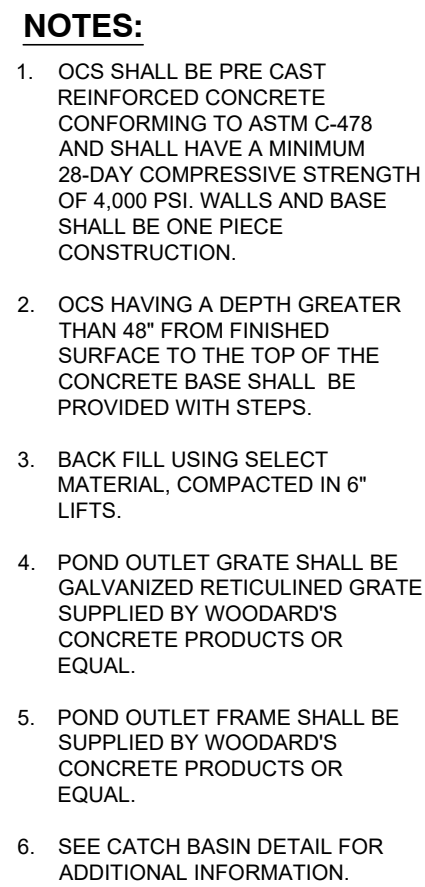 NOTES:
1. OCS SHALL BE PRE CAST
REINFORCED CONCRETE
CONFORMING TO ASTM C-478
AND SHALL HAVE A MINIMUM
28-DAY COMPRESSIVE STRENGTH
OF 4,000 PSI. WALLS AND BASE
SHALL BE ONE PIECE
CONSTRUCTION.
2. OCS HAVING A DEPTH GREATER
THAN 48" FROM FINISHED
SURFACE TO THE TOP OF THE
CONCRETE BASE SHALL BE
PROVIDED WITH STEPS.
3. BACK FILL USING SELECT
MATERIAL, COMPACTED IN 6"
LIFTS.
4. POND OUTLET GRATE SHALL BE
GALVANIZED RETICULINED GRATE
SUPPLIED BY WOODARD'S
CONCRETE PRODUCTS OR
EQUAL.
5. POND OUTLET FRAME SHALL BE
SUPPLIED BY WOODARD'S
CONCRETE PRODUCTS OR
EQUAL.
6. SEE CATCH BASIN DETAIL FOR
ADDITIONAL INFORMATION.